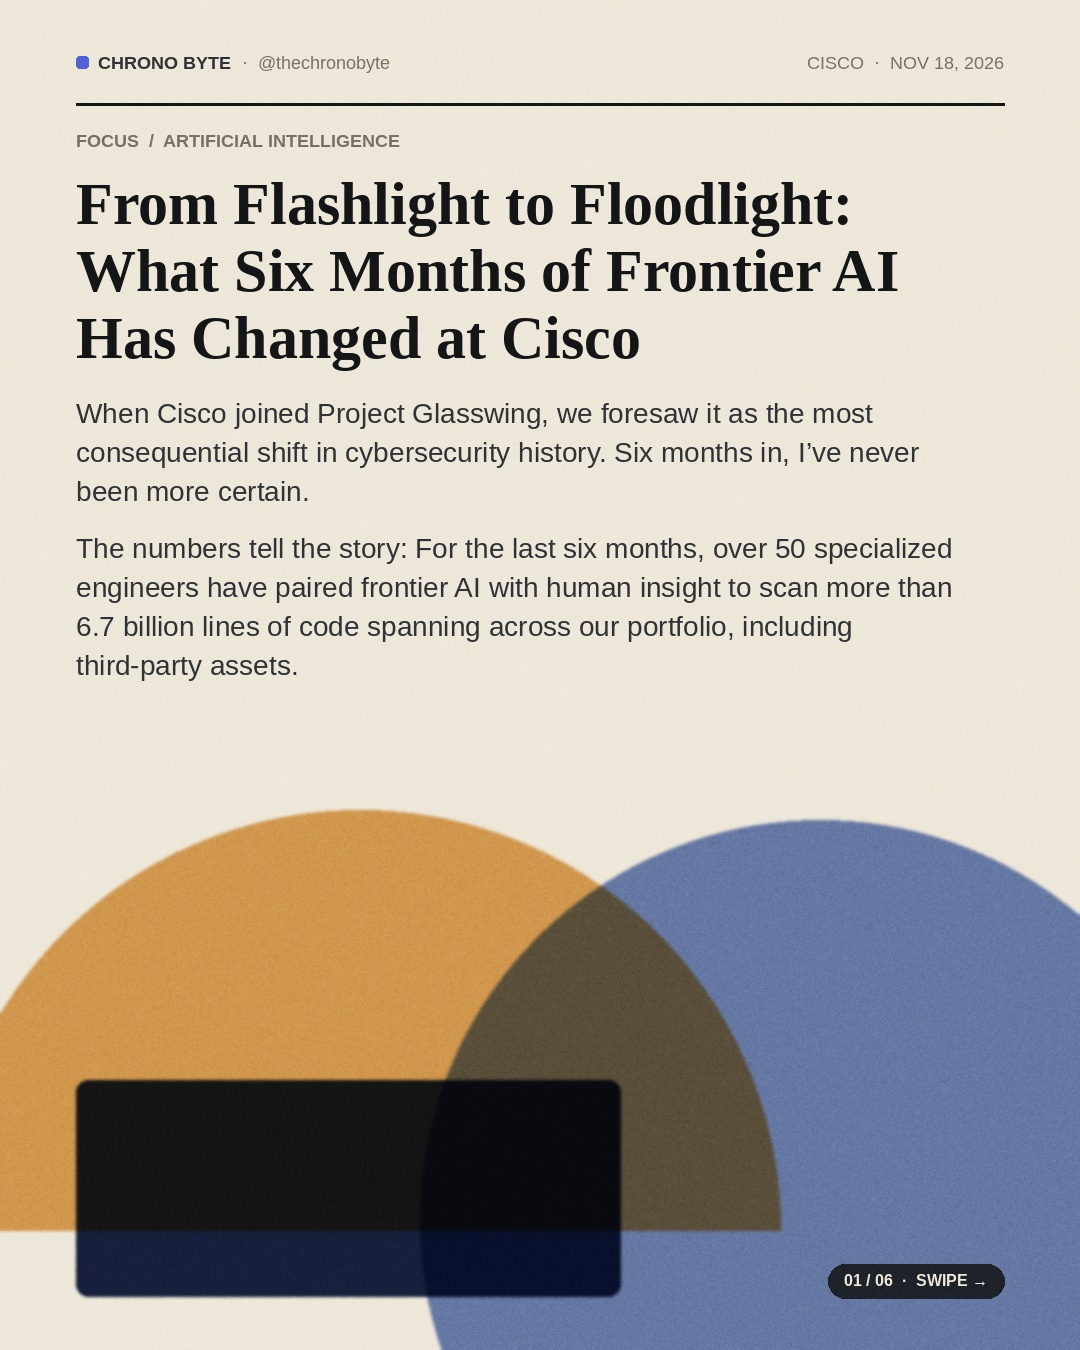 CHRONO BYTE · @thechronobyte
CISCO · NOV 18, 2026
FOCUS / ARTIFICIAL INTELLIGENCE
From Flashlight to Floodlight:
What Six Months of Frontier AI
Has Changed at Cisco
When Cisco joined Project Glasswing, we foresaw it as the most
consequential shift in cybersecurity history. Six months in, I’ve never
been more certain.
The numbers tell the story: For the last six months, over 50 specialized
engineers have paired frontier AI with human insight to scan more than
6.7 billion lines of code spanning across our portfolio, including
third-party assets.
01 / 06 · SWIPE →